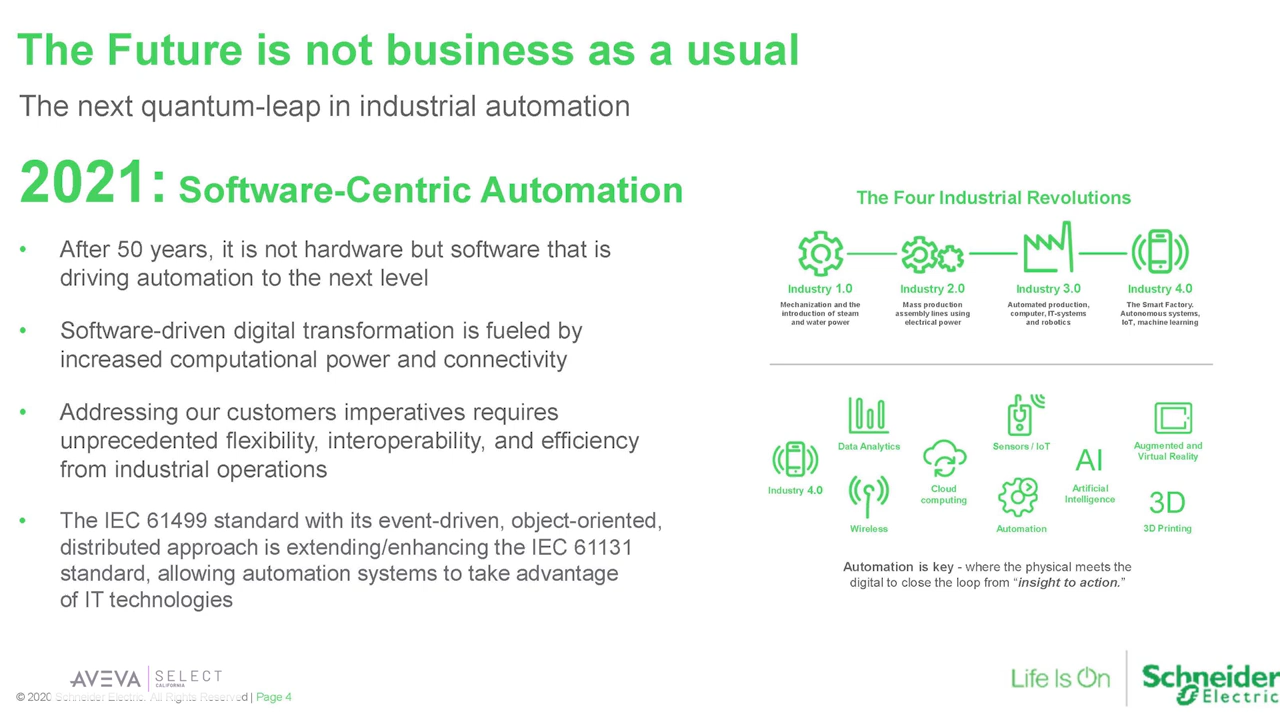 The Future is not business as a usual
The next quantum-leap in industrial automation
2021: Software-Centric Automation
• After 50 years, it is not hardware but software that is
driving automation to the next level
• Software-driven digital transformation is fueled by
increased computational power and connectivity
• Addressing our customers imperatives requires
unprecedented flexibility, interoperability, and efficiency
from industrial operations
• The IEC 61499 standard with its event-driven, object-oriented,
distributed approach is extending/enhancing the IEC 61131
standard, allowing automation systems to take advantage
of IT technologies
The Four Industrial Revolutions
Industry 1.0
Mechanization and the
introduction of steam
and water power
Industry 2.0
Mass production
assembly lines using
electrical power
Industry 3.0
Automated production,
computer, IT-systems
and robotics
Industry 4.0
The Smart Factory.
Autonomous systems,
IoT, machine learning
Industry 4.0
Data Analytics
Wireless
Cloud
computing
Sensors / IoT
Automation
AI
Artificial
Intelligence
Augmented and
Virtual Reality
3D
3D Printing
Automation is key - where the physical meets the
digital to close the loop from “insight to action.”
AVEVA SELECT
CALIFORNIA
© 2020 Schneider Electric. All Rights Reserved | Page 4
Life Is On
Schneider
Electric